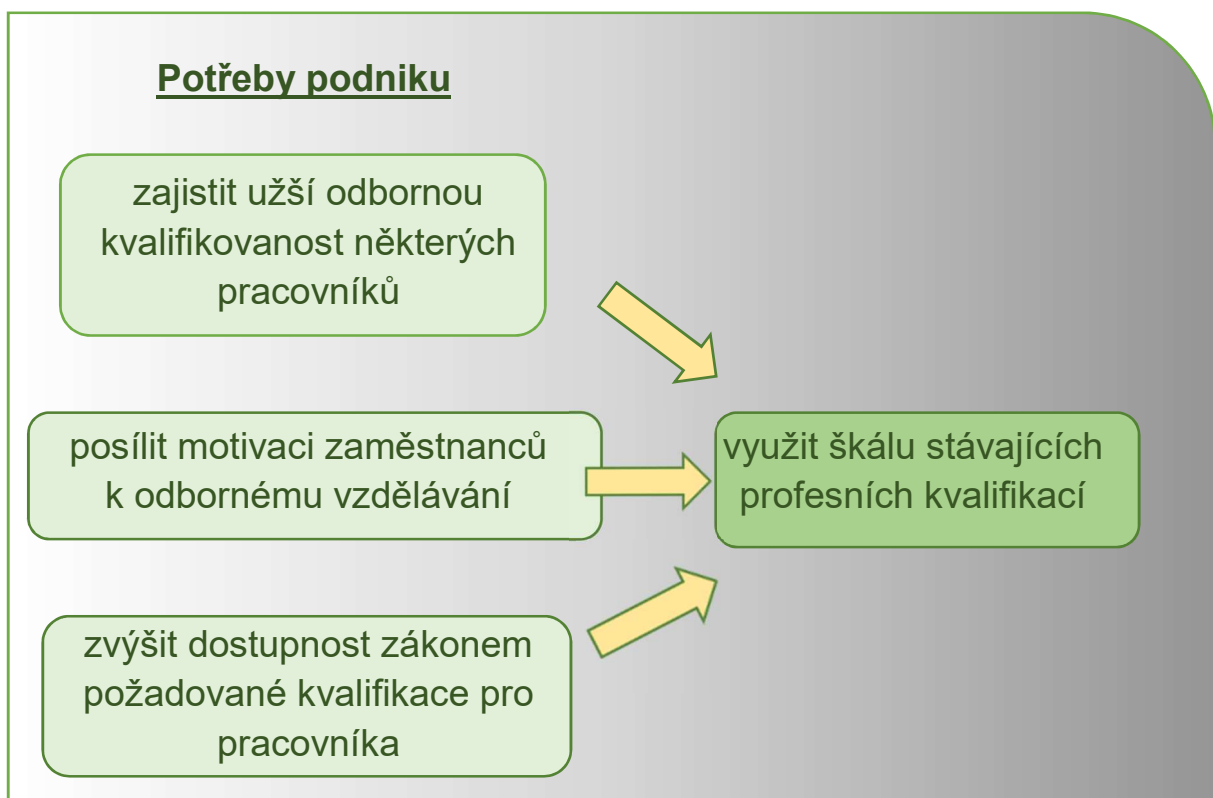 Potřeby podniku
zajistit užší odbornou
kvalifikovanost některých
pracovníků
posílit motivaci zaměstnanců
k odbornému vzdělávání
využit škálu stávajících
profesních kvalifikací
zvýšit dostupnost zákonem
požadované kvalifikace pro
pracovníka